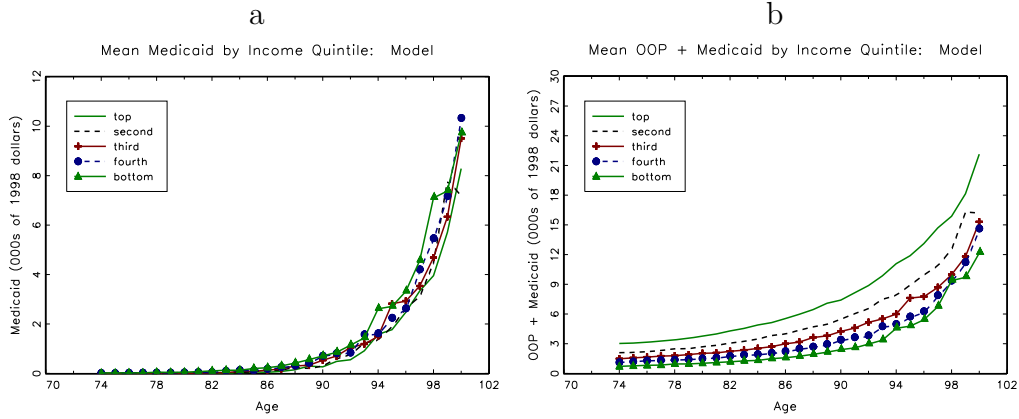 a
Mean Medicaid by Income Quintile: Model
Medicaid (000s of 1998 dollars)
12
10
8
6
4
2
0
top
second
third
fourth
bottom
70 74 78 82 86 90 94 98 102
Age
b
Mean OOP + Medicaid by Income Quintile: Model
OOP + Medicaid (000s of 1998 dollars)
30
27
24
21
18
15
12
9
6
3
0
top
second
third
fourth
bottom
70 74 78 82 86 90 94 98 102
Age